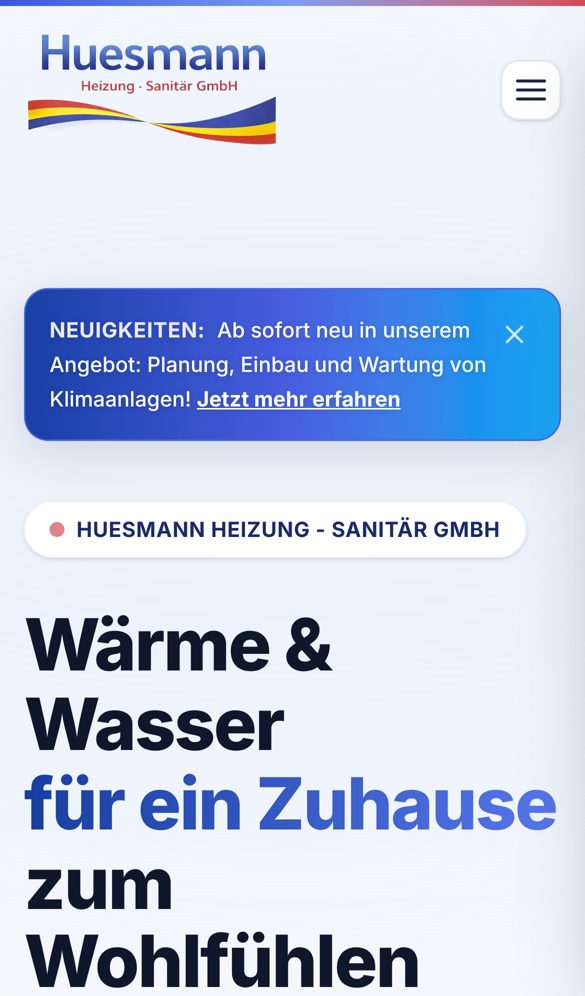 Huesmann
Heizung - Sanitär GmbH
NEUIGKEITEN: Ab sofort neu in unserem
Angebot: Planung, Einbau und Wartung von
Klimaanlagen! Jetzt mehr erfahren
HUESMANN HEIZUNG - SANITÄR GMBH
Wärme &
Wasser
für ein Zuhause
zum
Wohlfühlen